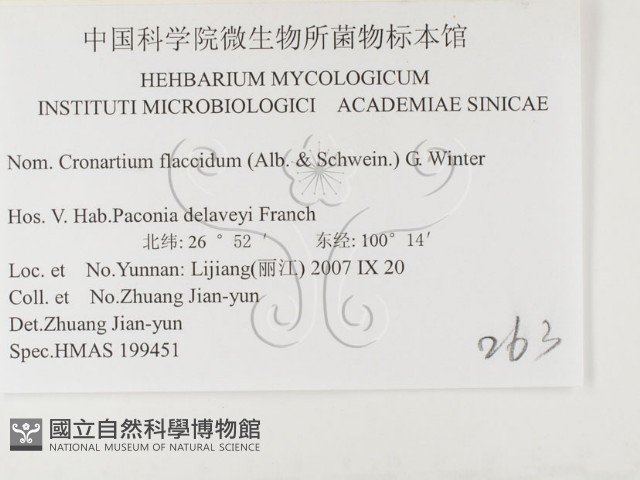 中国科学院微生物所菌物标本馆
HEHBARIUM MYCOLOGICUM
INSTITUTI MICROBIOLOGICI ACADEMIAE SINICAE
Nom. Cronartium flaccidum (Alb. & Schwein.) G. Winter
Hos. V. Hab.Paconia delaveyi Franch
北纬: 26 ° 52 ′ 东经: 100° 14′
Loc. et No.Yunnan: Lijiang(丽江) 2007 IX 20
Coll. et No.Zhuang Jian-yun
Det.Zhuang Jian-yun
Spec.HMAS 199451
263
國立自然科學博物館
NATIONAL MUSEUM OF NATURAL SCIENCE